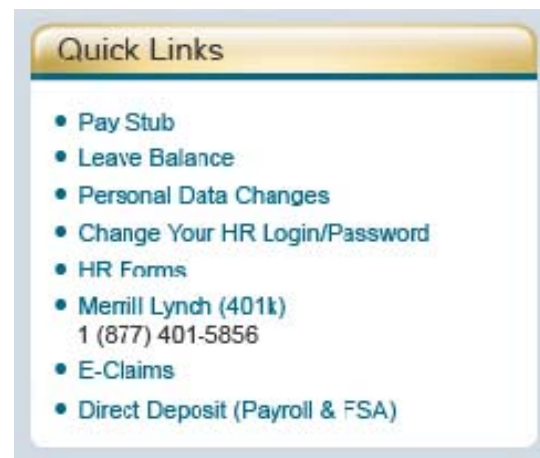 Quick Links
• Pay Stub
• Leave Balance
• Personal Data Changes
• Change Your HR Login/Password
• HR Forms
• Merrill Lynch (401k)
1 (877) 401-5856
• E-Claims
• Direct Deposit (Payroll & FSA)